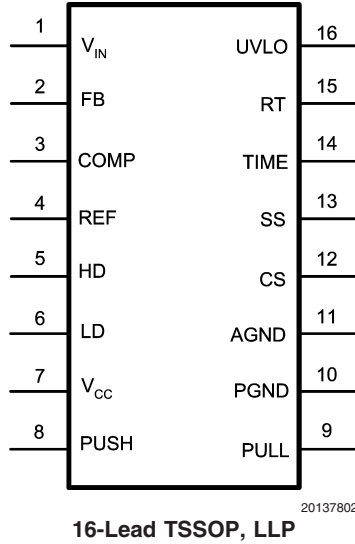 1 V_IN UVLO 16
2 FB RT 15
3 COMP TIME 14
4 REF SS 13
5 HD CS 12
6 LD AGND 11
7 V_CC PGND 10
8 PUSH PULL 9
20137802
16-Lead TSSOP, LLP